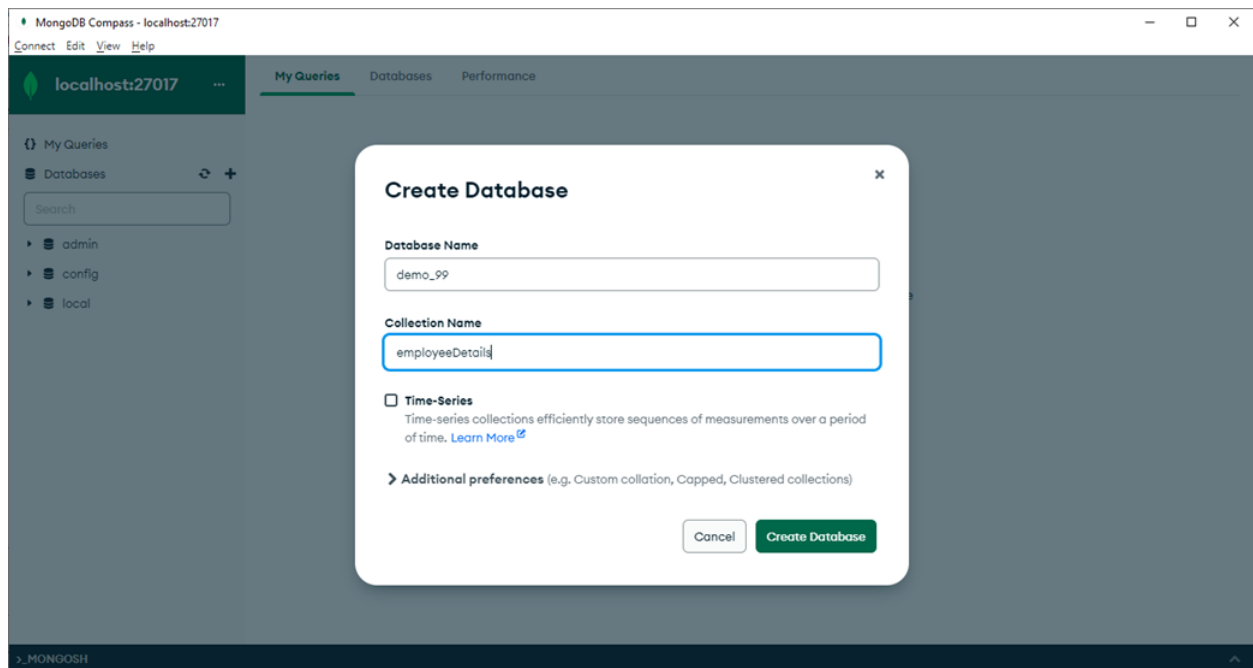 MongoDB Compass - localhost:27017
Connect Edit View Help
localhost:27017 ...
My Queries Databases Performance
{} My Queries
Databases
Search
admin
config
local
Create Database
Database Name
demo_99
Collection Name
employeeDetails
Time-Series
Time-series collections efficiently store sequences of measurements over a period
of time. Learn More
Additional preferences (e.g. Custom collation, Capped, Clustered collections)
Cancel Create Database
>_MONGOSH